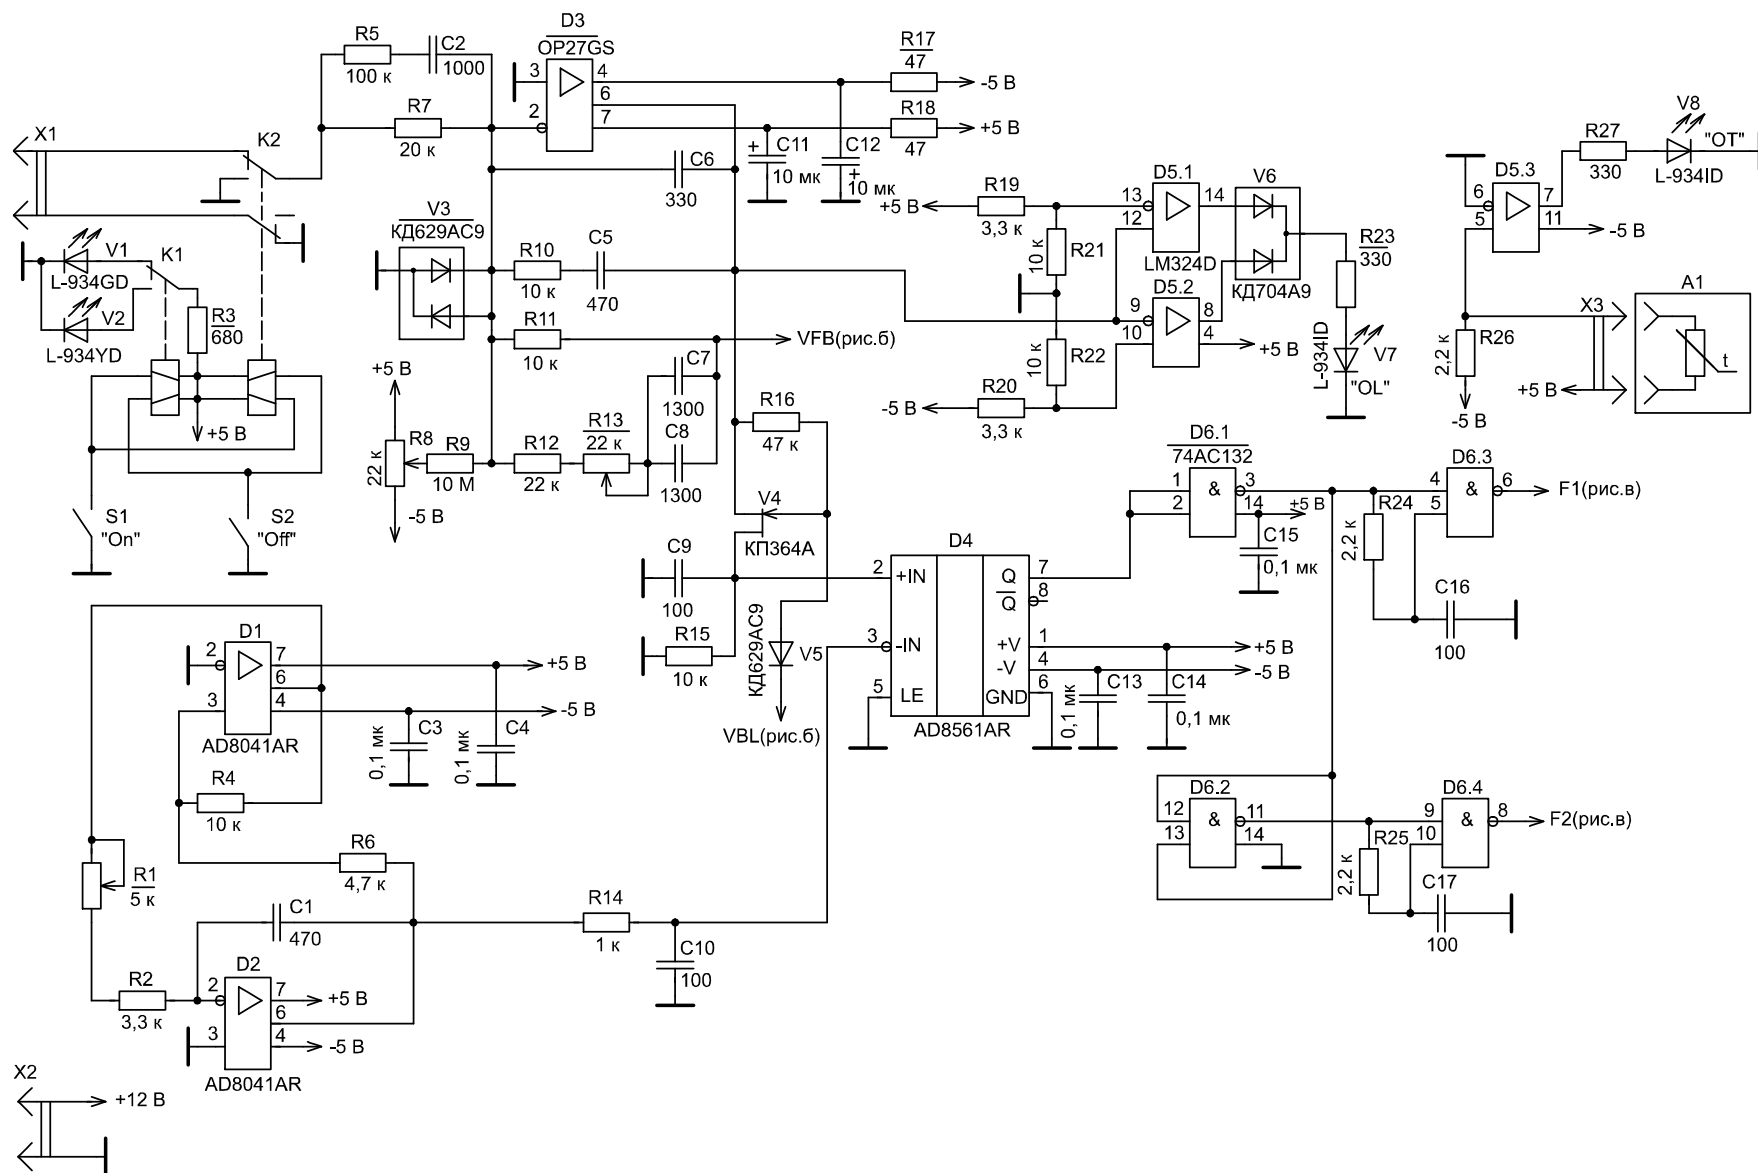 R5
100 к
C2
1000
R7
20 к
D3
OP27GS
3
2
4
6
7
R17
47
-5 В
R18
47
+5 В
+
C11
10 мк
C12
+
10 мк
C6
330
X1
K2
V1
L-934GD
V2
L-934YD
K1
R3
680
+5 В
S1
"On"
S2
"Off"
V3
КД629АС9
R10
10 к
C5
470
R11
10 к
VFB(рис.б)
C7
1300
C8
1300
+5 В
R8
22 к
-5 В
R9
10 М
R12
22 к
R13
22 к
R16
47 к
V4
КП364А
C9
100
R15
10 к
КД629АС9
V5
VBL(рис.б)
+5 В
R19
3,3 к
10 к
R21
10 к
R22
-5 В
R20
3,3 к
D5.1
13
12
14
LM324D
D5.2
9
10
8
4
+5 В
V6
КД704А9
R23
330
L-934ID
V7
"OL"
D5.3
6
5
7
11
-5 В
R27
330
V8
"OT"
L-934ID
R26
2,2 к
-5 В
X3
+5 В
A1
t
D4
2
+IN
3
-IN
5
LE
Q
7
Q
8
+V
1
-V
4
GND
6
AD8561AR
+5 В
-5 В
C13
0,1 мк
C14
0,1 мк
D6.1
74АС132
1
2
&
3
14
+5 В
C15
0,1 мк
R24
2,2 к
D6.3
4
5
&
6
F1(рис.в)
C16
100
D6.2
12
13
&
11
14
R25
2,2 к
D6.4
9
10
&
8
F2(рис.в)
C17
100
D1
2
3
7
6
4
AD8041AR
+5 В
-5 В
C3
0,1 мк
C4
0,1 мк
R4
10 к
R6
4,7 к
R1
5 к
C1
470
R2
3,3 к
D2
2
3
7
6
4
+5 В
-5 В
AD8041AR
R14
1 к
C10
100
X2
+12 В